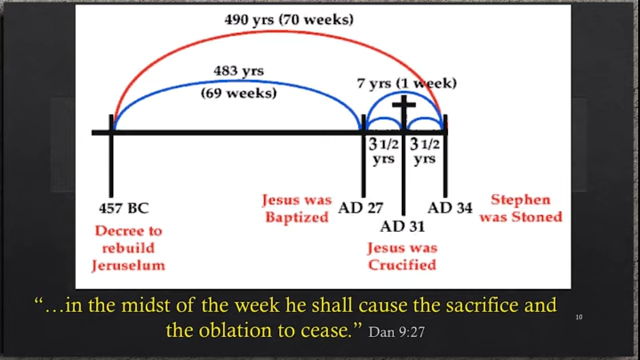 490 yrs (70 weeks)
483 yrs
(69 weeks)
7 yrs (1 week)
3 1/2
yrs
3 1/2
yrs
457 BC
Decree to
rebuild
Jeruselum
Jesus was
Baptized
AD 27
AD 31
Jesus was
Crucified
AD 34
Stephen
was Stoned
“…in the midst of the week he shall cause the sacrifice and
the oblation to cease.” Dan 9:27
10